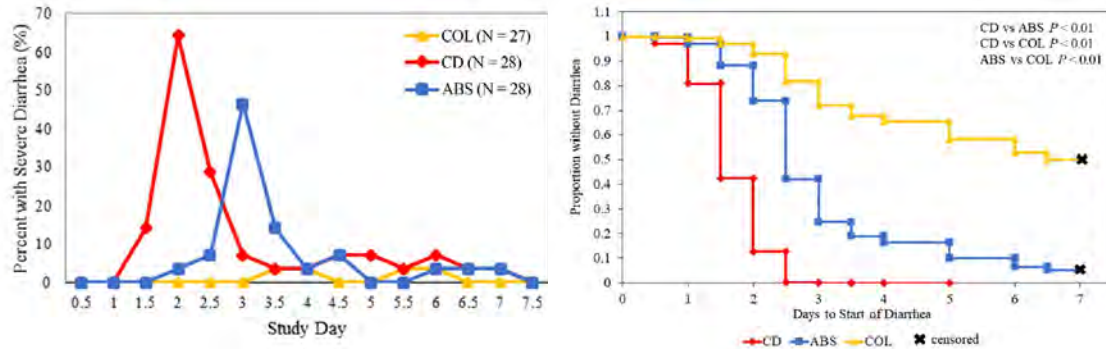 70
60
50
40
30
20
10
0
Percent with Severe Diarrhea (%)
COL (N = 27)
CD (N = 28)
ABS (N = 28)
0.5 1 1.5 2 2.5 3 3.5 4 4.5 5 5.5 6 6.5 7 7.5
Study Day
1.1
1
0.9
0.8
0.7
0.6
0.5
0.4
0.3
0.2
0.1
0
Proportion without Diarrhea
CD vs ABS P < 0.01
CD vs COL P < 0.01
ABS vs COL P < 0.01
0 1 2 3 4 5 6 7
Days to Start of Diarrhea
CD ABS COL censored